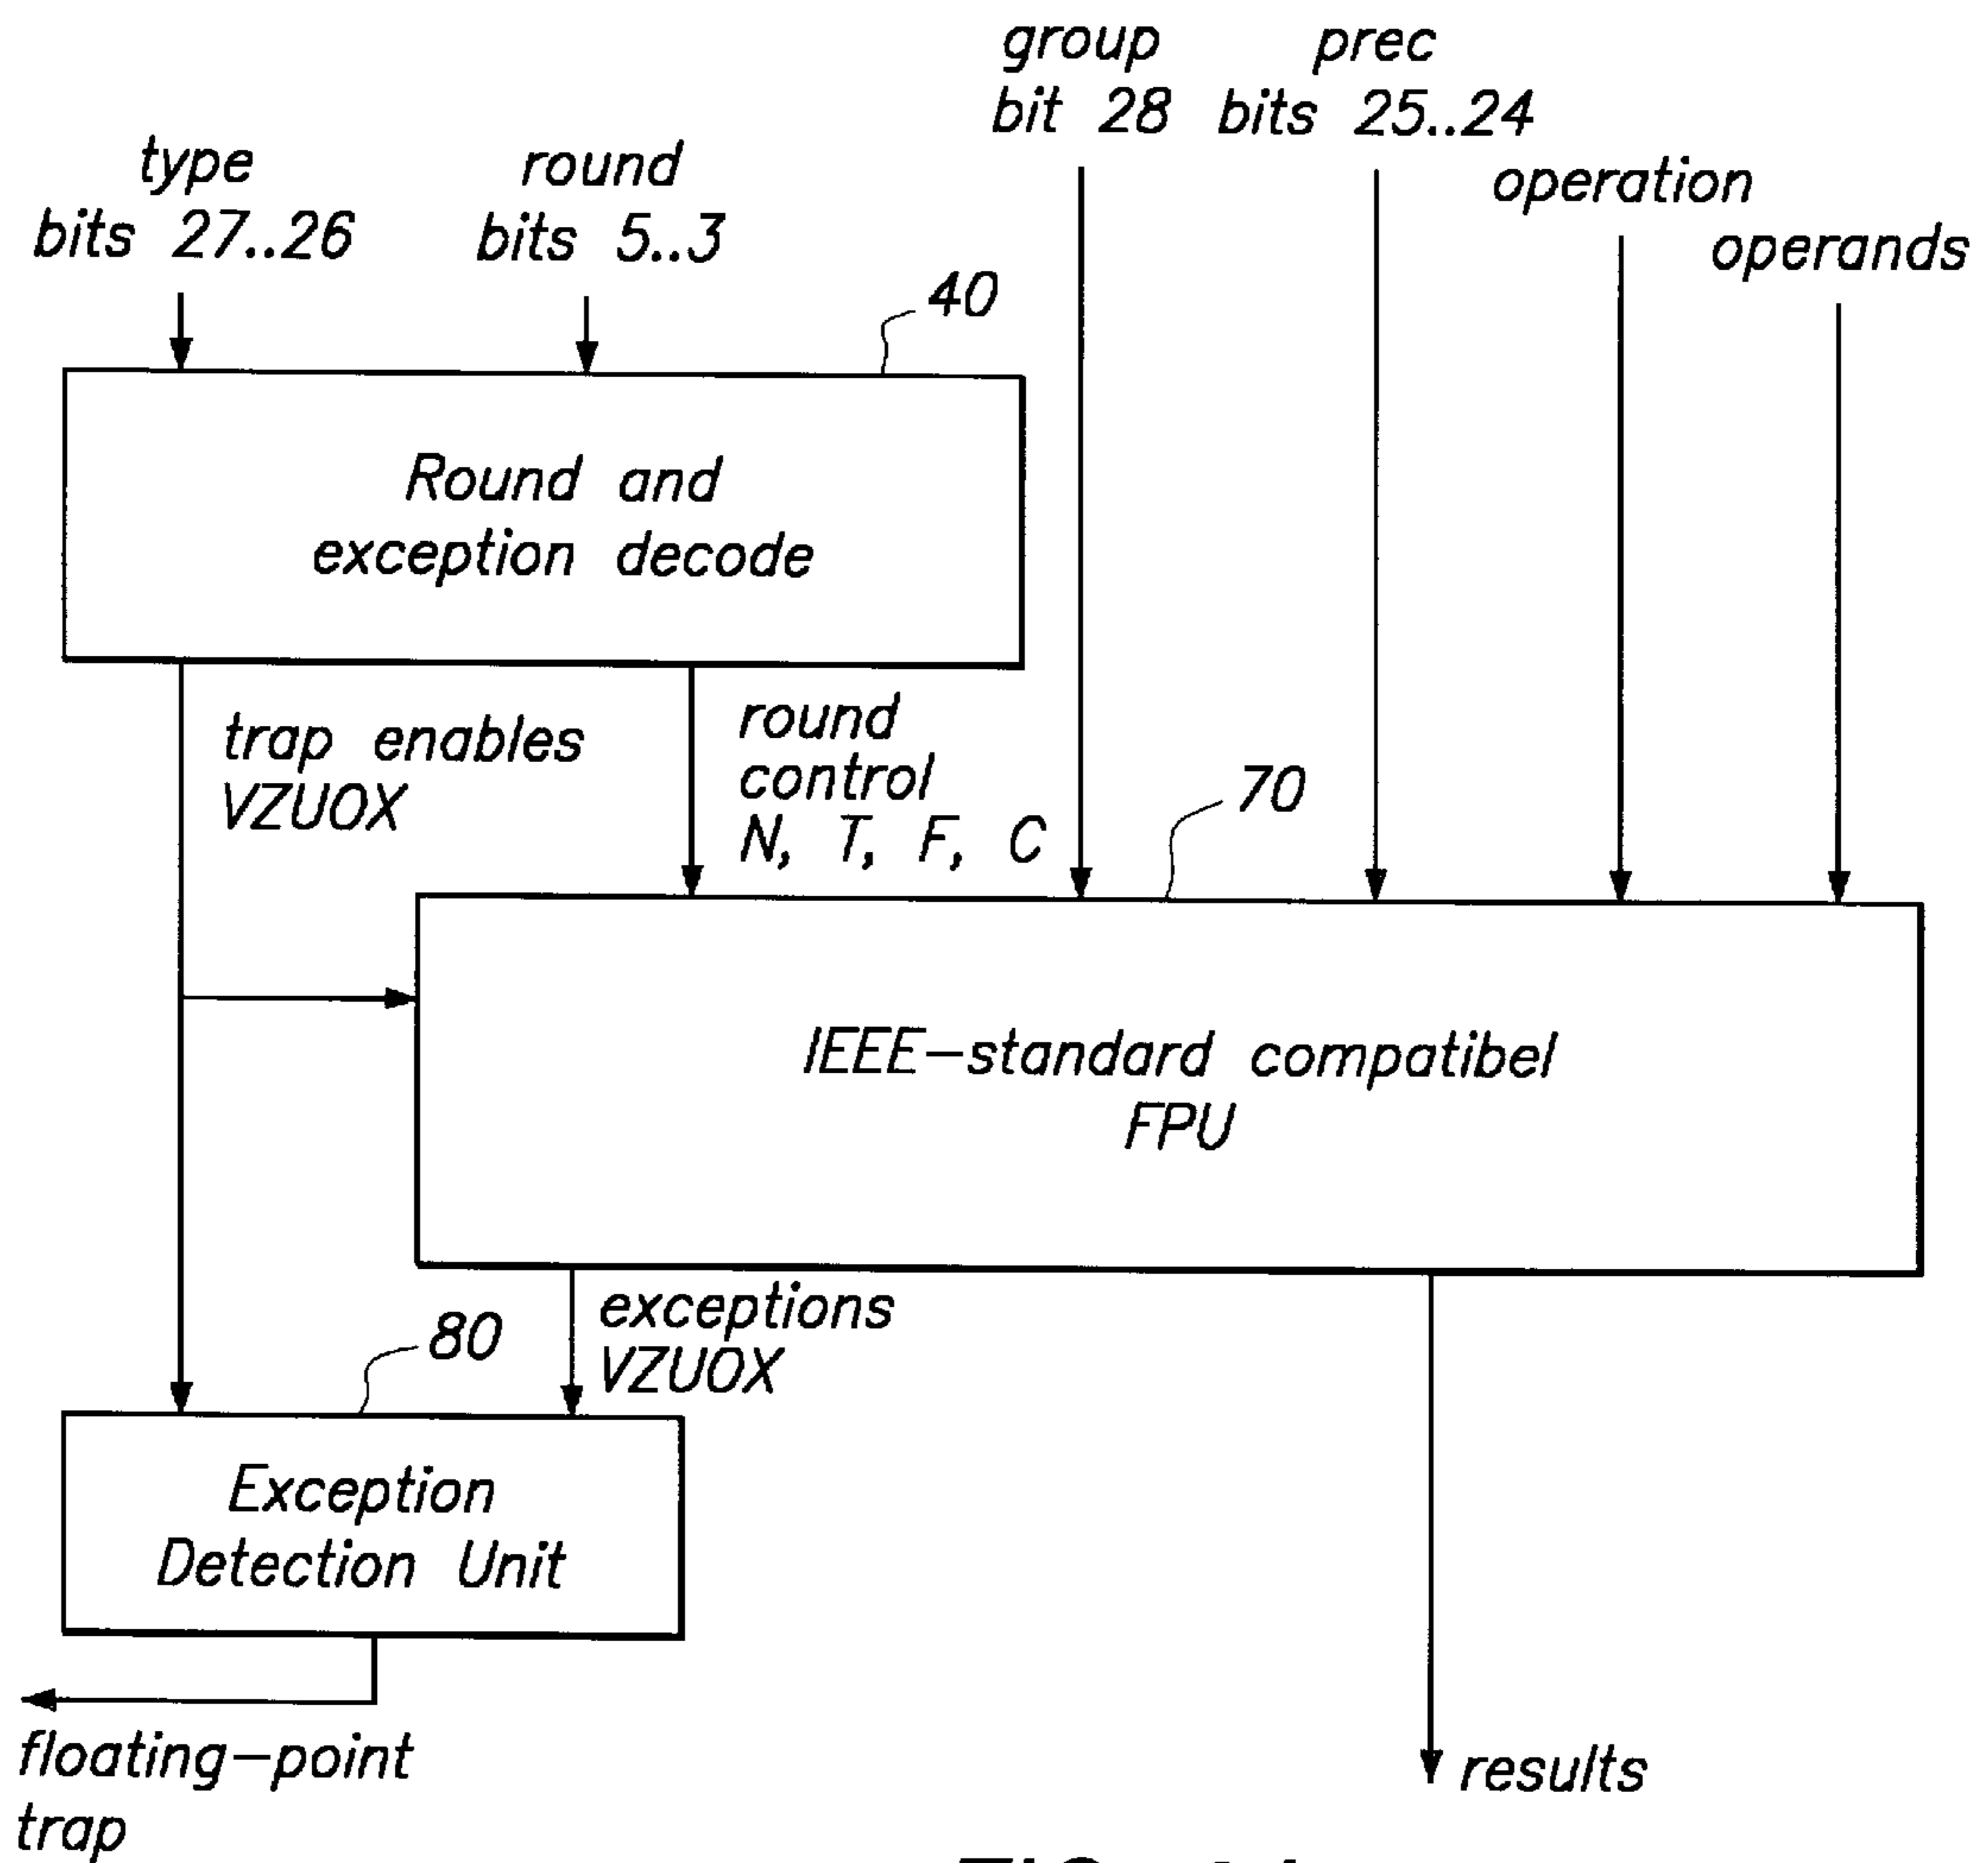 group
bit 28
prec
bits 25..24
type
bits 27..26
round
bits 5..3
operation
operands
40
Round and
exception decode
trap enables
VZUOX
round
control
N, T, F, C
70
IEEE-standard compatibel
FPU
exceptions
VZUOX
80
Exception
Detection Unit
floating-point
trap
results